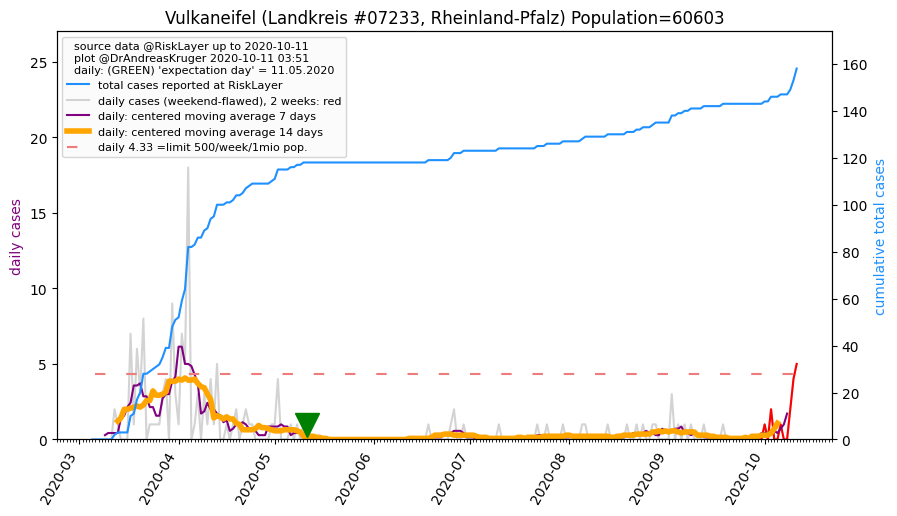 Vulkaneifel (Landkreis #07233, Rheinland-Pfalz) Population=60603
source data @RiskLayer up to 2020-10-11
plot @DrAndreasKruger 2020-10-11 03:51
daily: (GREEN) 'expectation day' = 11.05.2020
total cases reported at RiskLayer
daily cases (weekend-flawed), 2 weeks: red
daily: centered moving average 7 days
daily: centered moving average 14 days
daily 4.33 =limit 500/week/1mio pop.
daily cases
25
20
15
10
5
0
cumulative total cases
160
140
120
100
80
60
40
20
0
2020-03
2020-04
2020-05
2020-06
2020-07
2020-08
2020-09
2020-10